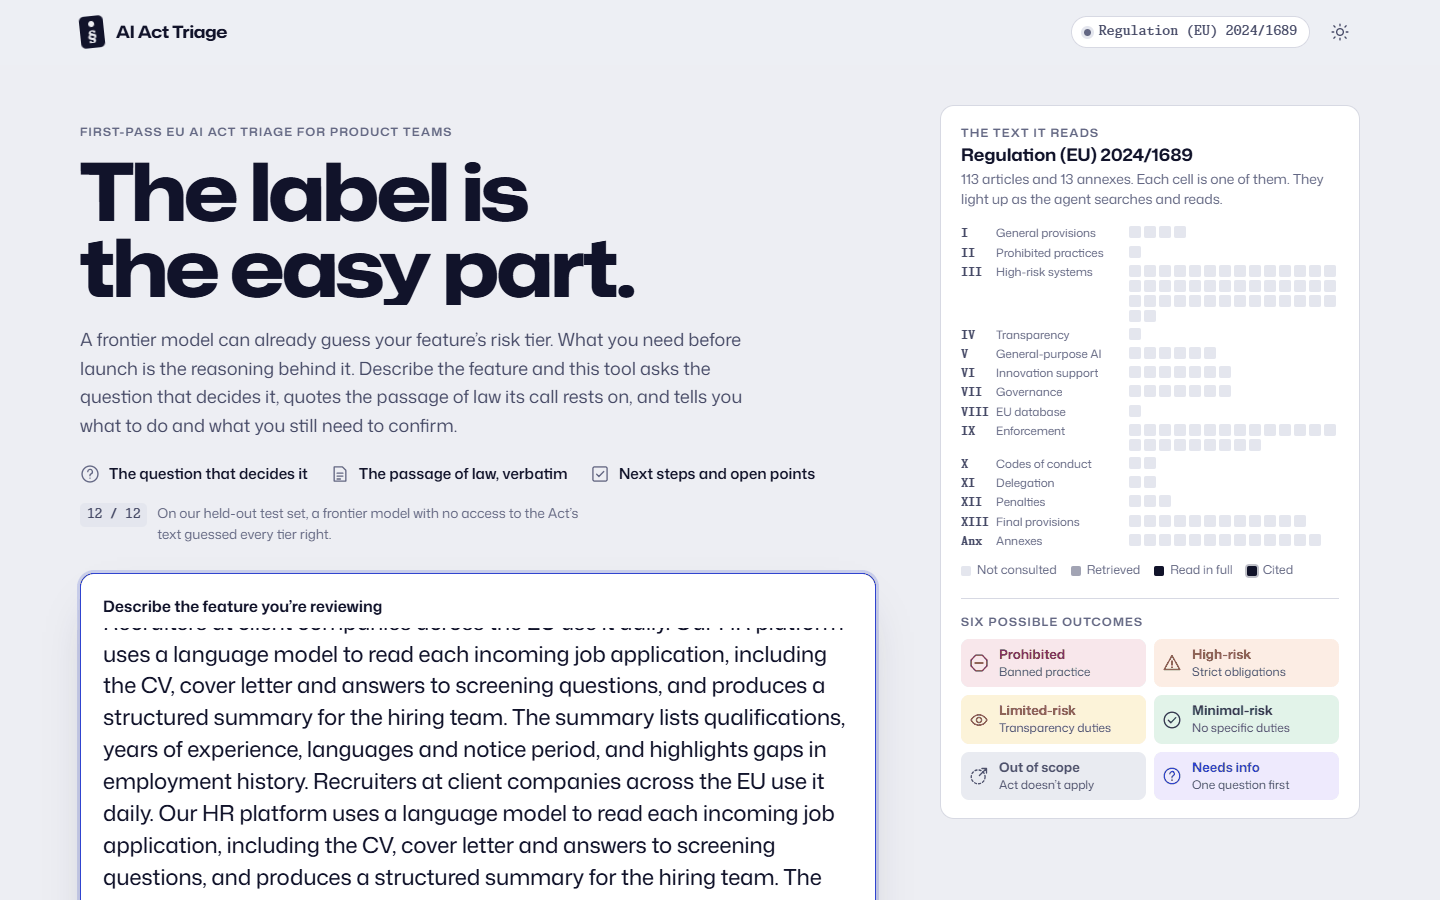 AI Act Triage
Regulation (EU) 2024/1689
FIRST-PASS EU AI ACT TRIAGE FOR PRODUCT TEAMS
The label is
the easy part.
A frontier model can already guess your feature's risk tier. What you need before
launch is the reasoning behind it. Describe the feature and this tool asks the
question that decides it, quotes the passage of law its call rests on, and tells you
what to do and what you still need to confirm.
The question that decides it
The passage of law, verbatim
Next steps and open points
12 / 12
On our held-out test set, a frontier model with no access to the Act's
text guessed every tier right.
Describe the feature you're reviewing
Recruiters at client companies across the EU use it daily. Our HR platform
uses a language model to read each incoming job application, including
the CV, cover letter and answers to screening questions, and produces a
structured summary for the hiring team. The summary lists qualifications,
years of experience, languages and notice period, and highlights gaps in
employment history. Recruiters at client companies across the EU use it
daily. Our HR platform uses a language model to read each incoming job
application, including the CV, cover letter and answers to screening
questions, and produces a structured summary for the hiring team. The
THE TEXT IT READS
Regulation (EU) 2024/1689
113 articles and 13 annexes. Each cell is one of them. They
light up as the agent searches and reads.
I General provisions
II Prohibited practices
III High-risk systems
IV Transparency
V General-purpose AI
VI Innovation support
VII Governance
VIII EU database
IX Enforcement
X Codes of conduct
XI Delegation
XII Penalties
XIII Final provisions
Anx Annexes
Not consulted
Retrieved
Read in full
Cited
SIX POSSIBLE OUTCOMES
Prohibited
Banned practice
High-risk
Strict obligations
Limited-risk
Transparency duties
Minimal-risk
No specific duties
Out of scope
Act doesn't apply
Needs info
One question first